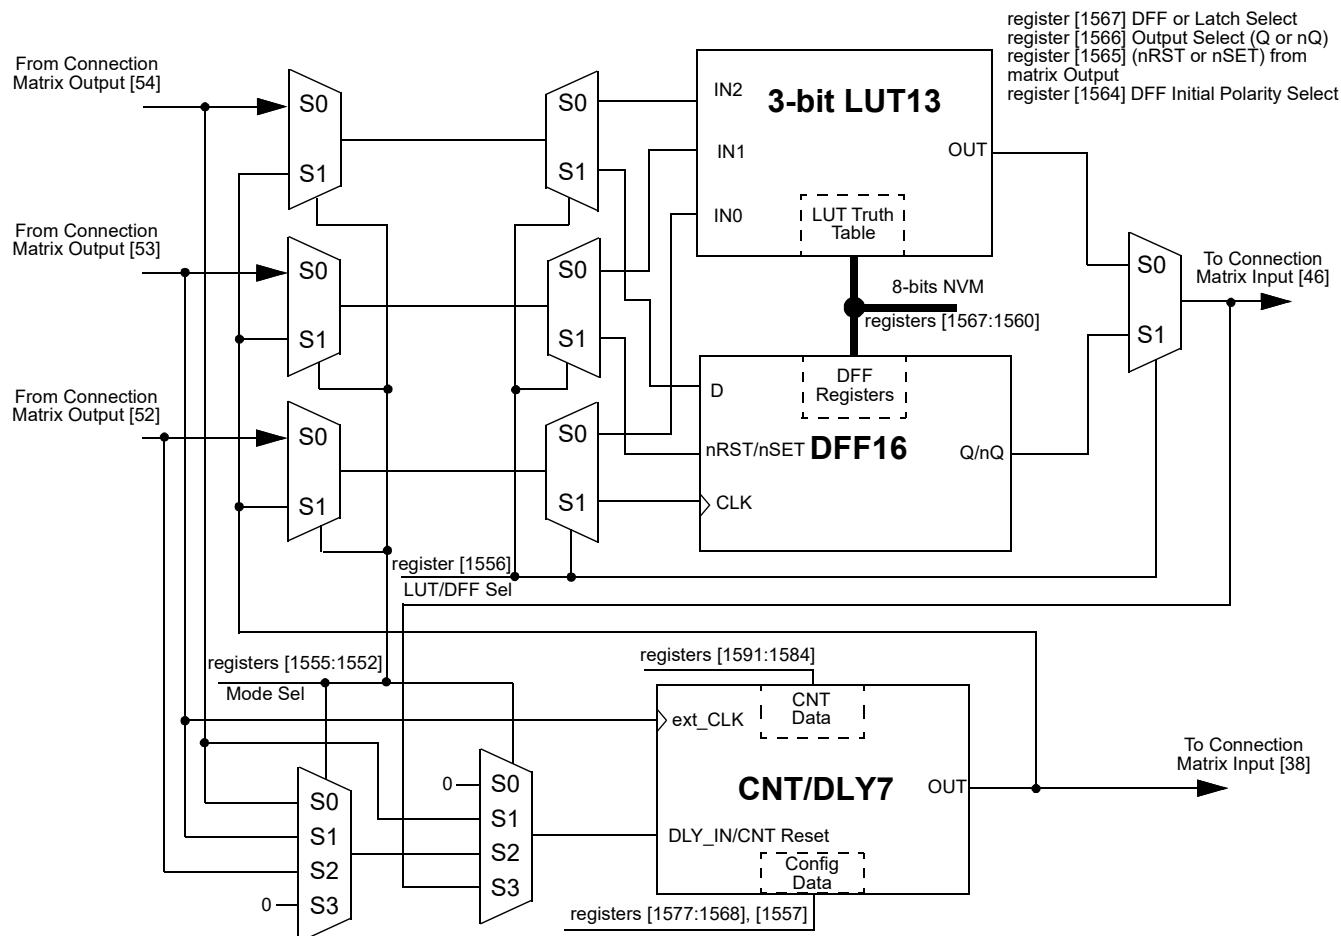 register [1567] DFF or Latch Select
register [1566] Output Select (Q or nQ)
register [1565] (nRST or nSET) from
matrix Output
register [1564] DFF Initial Polarity Select
From Connection
Matrix Output [54]
S0
S1
S0
S1
IN2
IN1
IN0
3-bit LUT13
OUT
LUT Truth
Table
From Connection
Matrix Output [53]
S0
S1
S0
S1
8-bits NVM
registers [1567:1560]
S0
S1
To Connection
Matrix Input [46]
From Connection
Matrix Output [52]
S0
S1
S0
S1
D
nRST/nSET
CLK
DFF
Registers
DFF16
Q/nQ
register [1556]
LUT/DFF Sel
registers [1555:1552]
Mode Sel
registers [1591:1584]
ext_CLK
CNT
Data
CNT/DLY7
OUT
DLY_IN/CNT Reset
Config
Data
To Connection
Matrix Input [38]
0
S0
S1
S2
S3
S0
S1
S2
0
S3
registers [1577:1568], [1557]